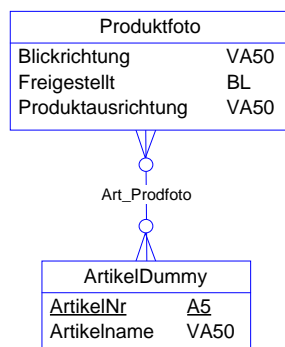 Produktfoto
Blickrichtung VA50
Freigestellt BL
Produktausrichtung VA50
Art_Prodfoto
ArtikelDummy
ArtikelNr A5
Artikelname VA50